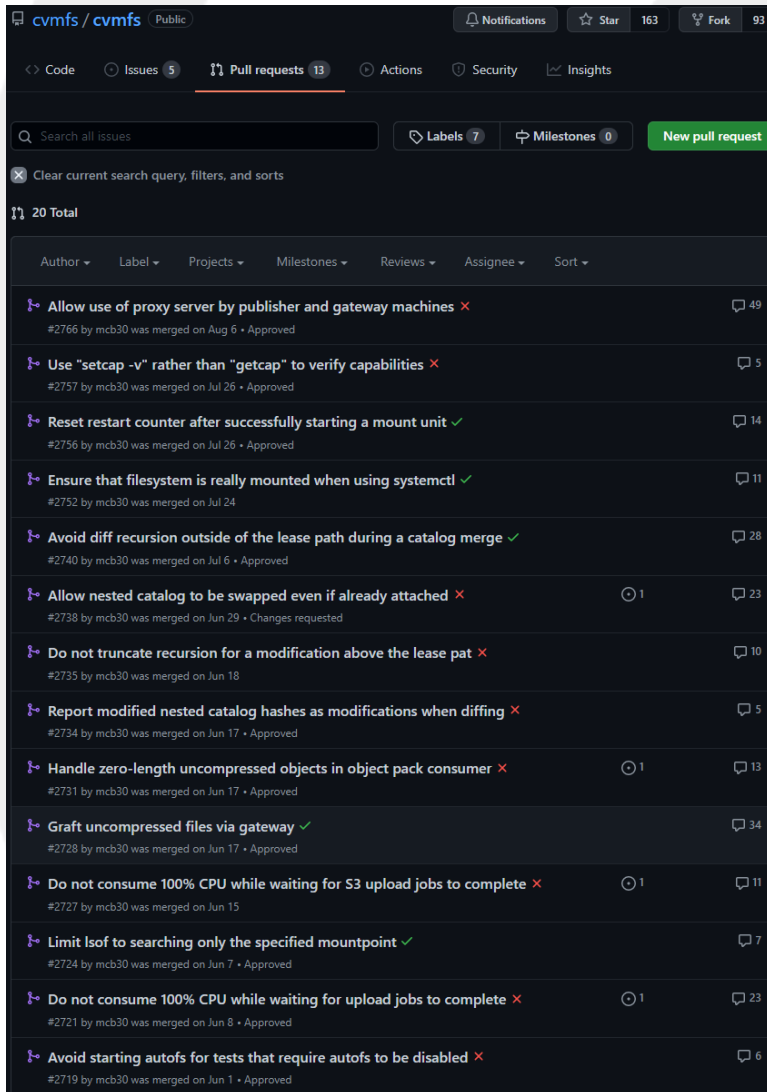 cvmfs / cvmfs Public Notifications Star 163 Fork 93
Code Issues 5 Pull requests 13 Actions Security Insights
Search all issues Labels 7 Milestones 0 New pull request
Clear current search query, filters, and sorts
20 Total
Author Label Projects Milestones Reviews Assignee Sort
Allow use of proxy server by publisher and gateway machines 49
#2766 by mcb30 was merged on Aug 6 • Approved
Use "setcap -v" rather than "getcap" to verify capabilities 5
#2757 by mcb30 was merged on Jul 26 • Approved
Reset restart counter after successfully starting a mount unit 14
#2756 by mcb30 was merged on Jul 26 • Approved
Ensure that filesystem is really mounted when using systemctl 11
#2752 by mcb30 was merged on Jul 24
Avoid diff recursion outside of the lease path during a catalog merge 28
#2740 by mcb30 was merged on Jul 6 • Approved
Allow nested catalog to be swapped even if already attached 1 23
#2738 by mcb30 was merged on Jun 29 • Changes requested
Do not truncate recursion for a modification above the lease pat 10
#2735 by mcb30 was merged on Jun 18
Report modified nested catalog hashes as modifications when diffing 5
#2734 by mcb30 was merged on Jun 17 • Approved
Handle zero-length uncompressed objects in object pack consumer 1 13
#2731 by mcb30 was merged on Jun 17 • Approved
Graft uncompressed files via gateway 34
#2728 by mcb30 was merged on Jun 17 • Approved
Do not consume 100% CPU while waiting for S3 upload jobs to complete 1 11
#2727 by mcb30 was merged on Jun 15
Limit lsof to searching only the specified mountpoint 7
#2724 by mcb30 was merged on Jun 7 • Approved
Do not consume 100% CPU while waiting for upload jobs to complete 1 23
#2721 by mcb30 was merged on Jun 8 • Approved
Avoid starting autofs for tests that require autofs to be disabled 6
#2719 by mcb30 was merged on Jun 1 • Approved